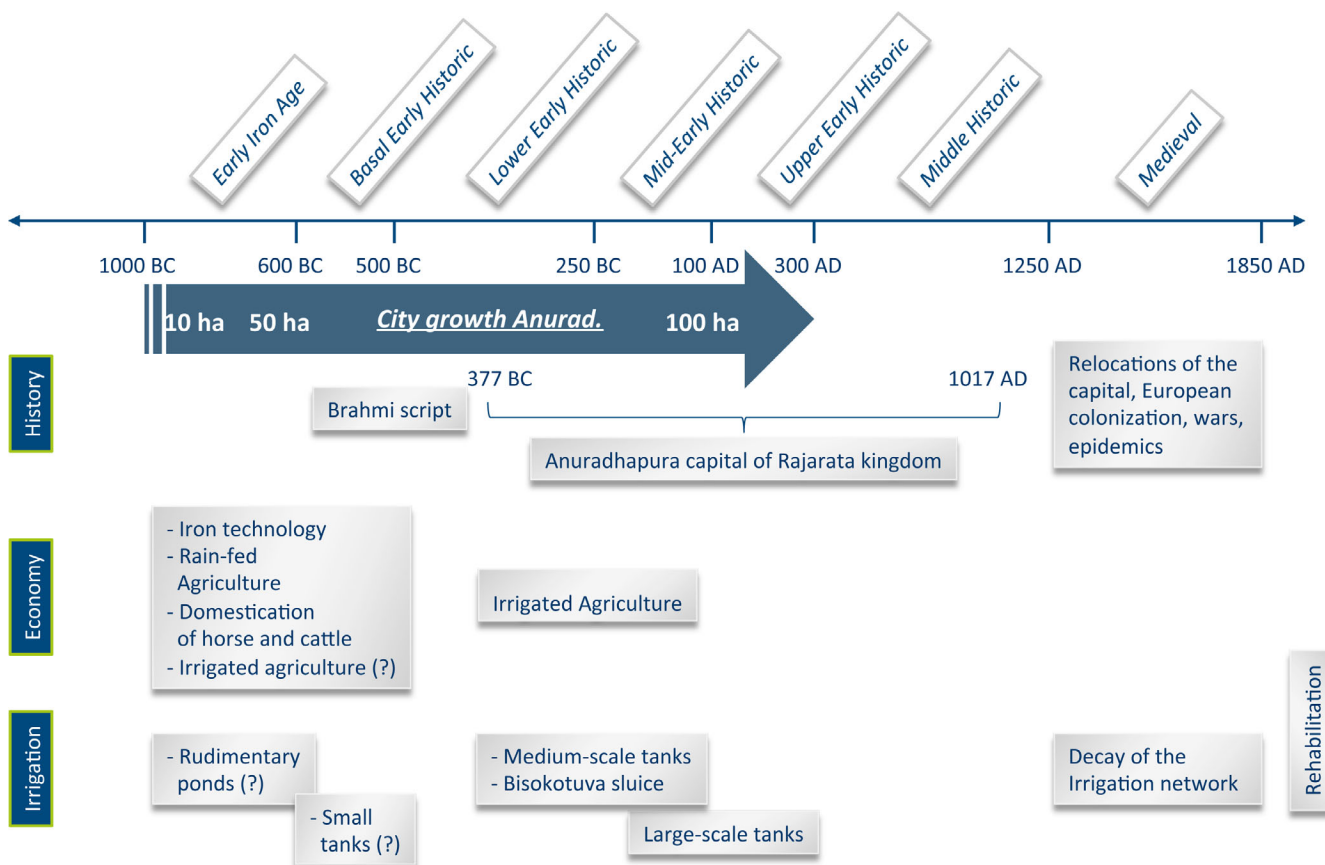 Early Iron Age
Basal Early Historic
Lower Early Historic
Mid-Early Historic
Upper Early Historic
Middle Historic
Medieval
1000 BC
600 BC
500 BC
250 BC
100 AD
300 AD
1250 AD
1850 AD
10 ha
50 ha
City growth Anurad.
100 ha
History
377 BC
1017 AD
Brahmi script
Anuradhapura capital of Rajarata kingdom
Relocations of the
capital, European
colonization, wars,
epidemics
Economy
- Iron technology
- Rain-fed
Agriculture
- Domestication
of horse and cattle
- Irrigated agriculture (?)
Irrigated Agriculture
Irrigation
- Rudimentary
ponds (?)
- Small
tanks (?)
- Medium-scale tanks
- Bisokotuva sluice
Large-scale tanks
Decay of the
Irrigation network
Rehabilitation